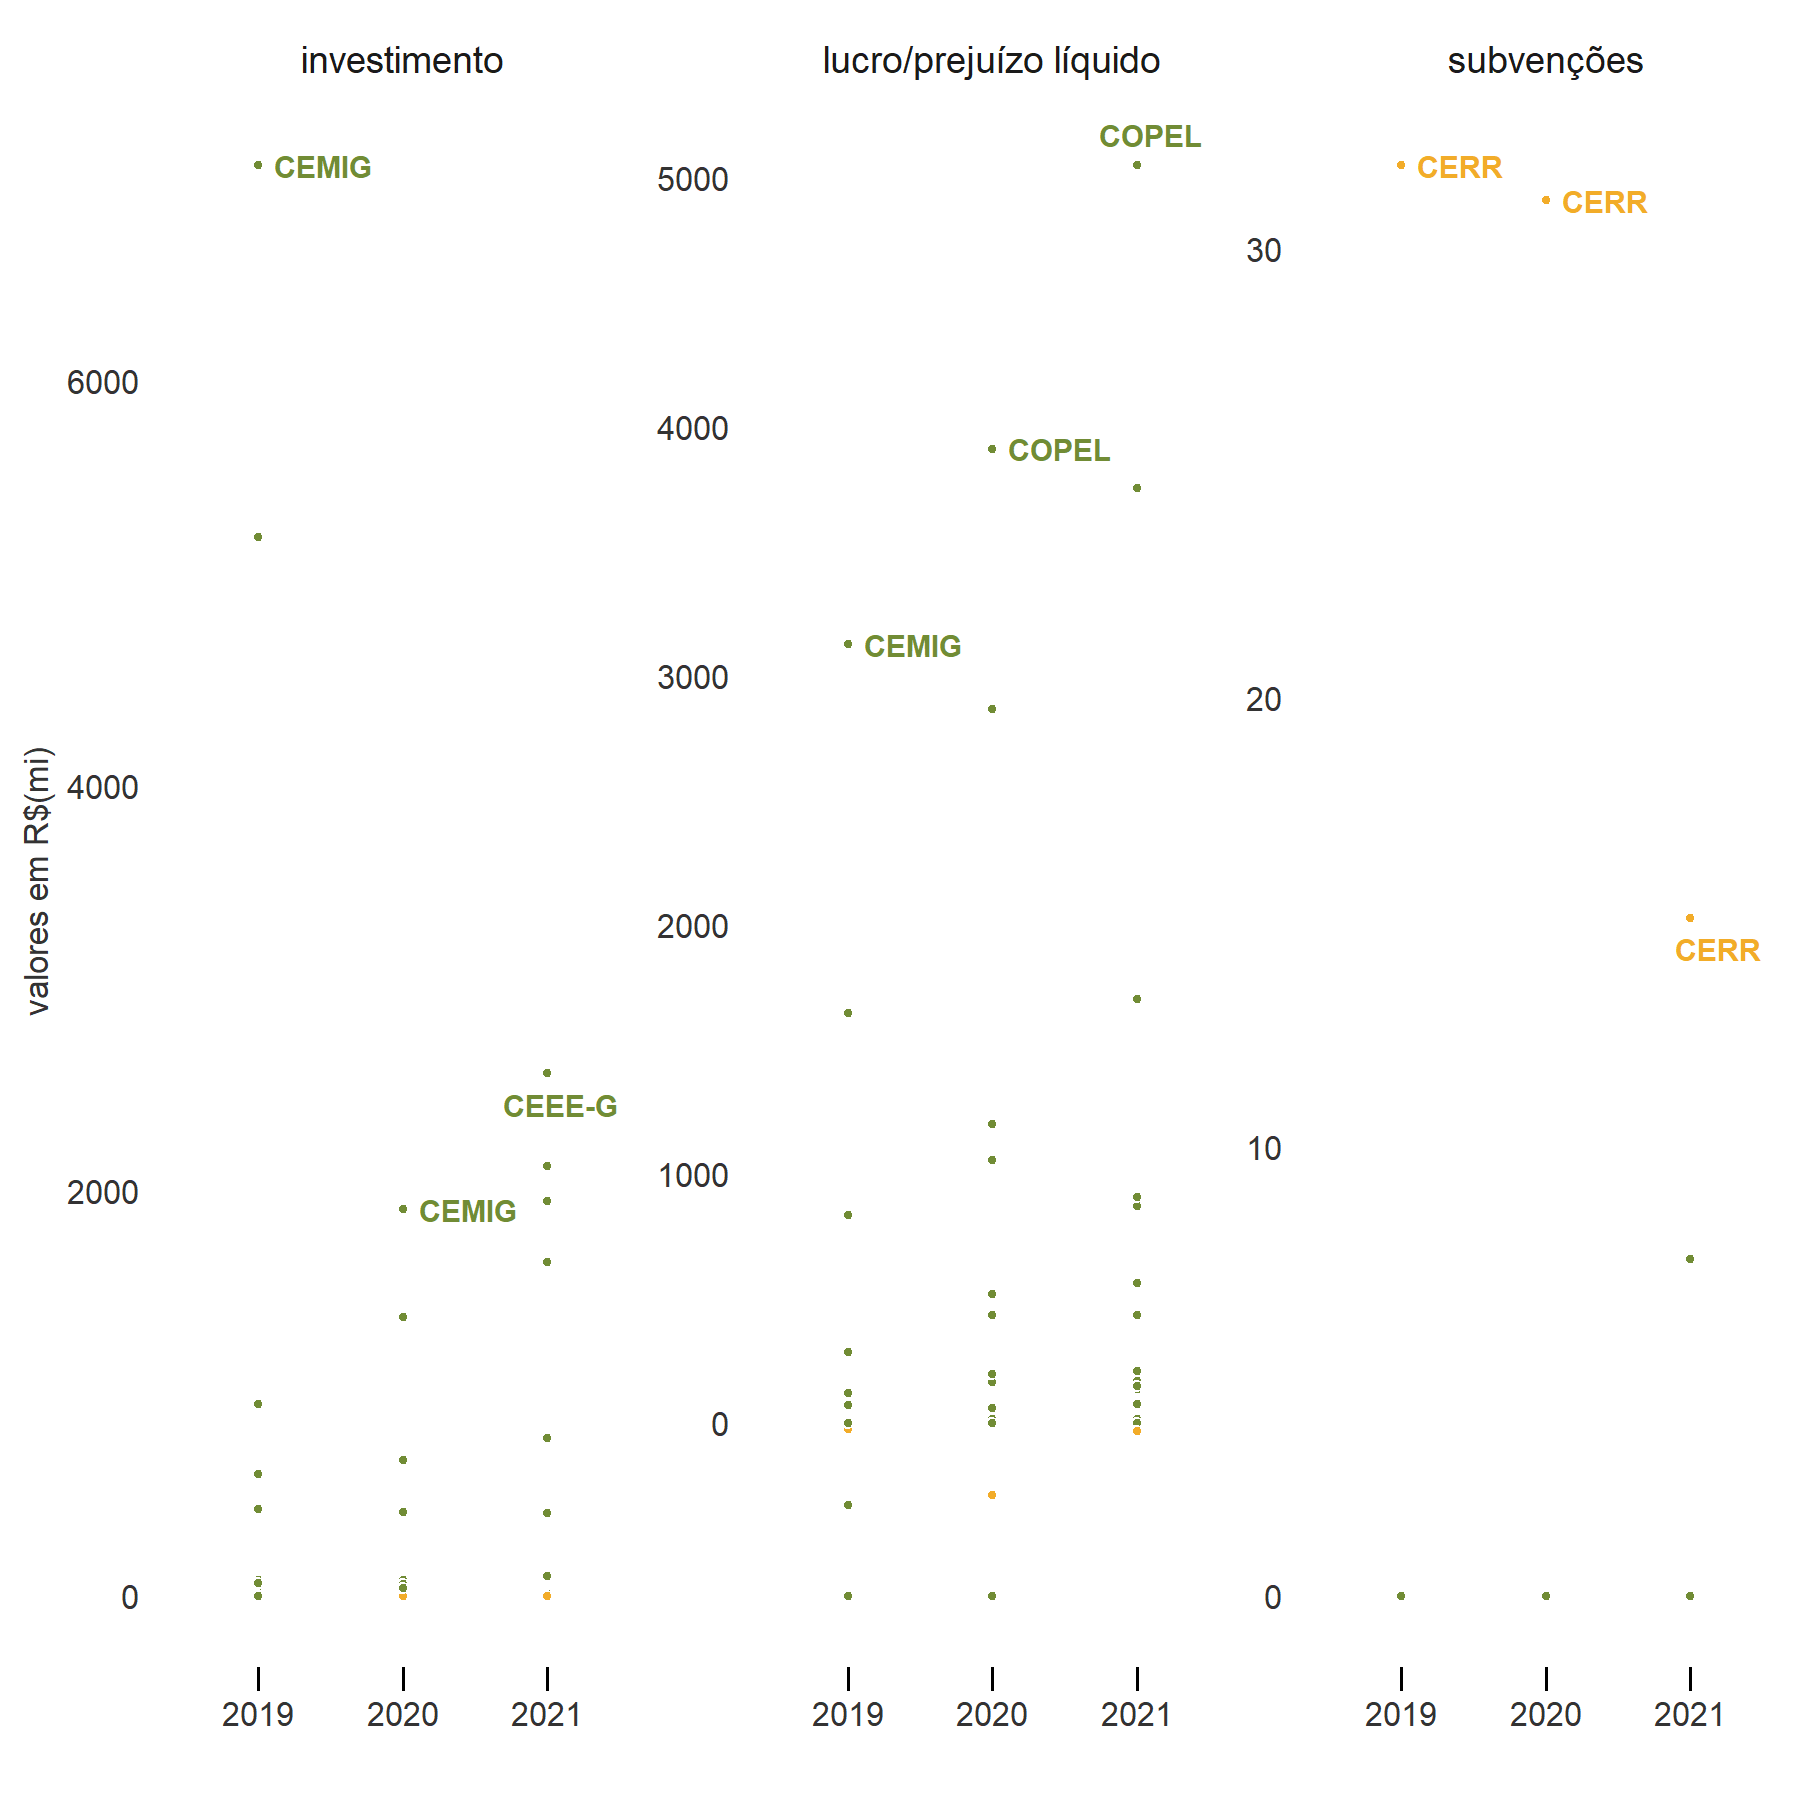 investimento
lucro/prejuízo líquido
subvenções
valores em R$(mi)
6000
4000
2000
0
CEMIG
CEMIG
CEEE-G
2019
2020
2021
5000
4000
3000
2000
1000
0
COPEL
COPEL
CEMIG
2019
2020
2021
30
20
10
0
CERR
CERR
CERR
2019
2020
2021